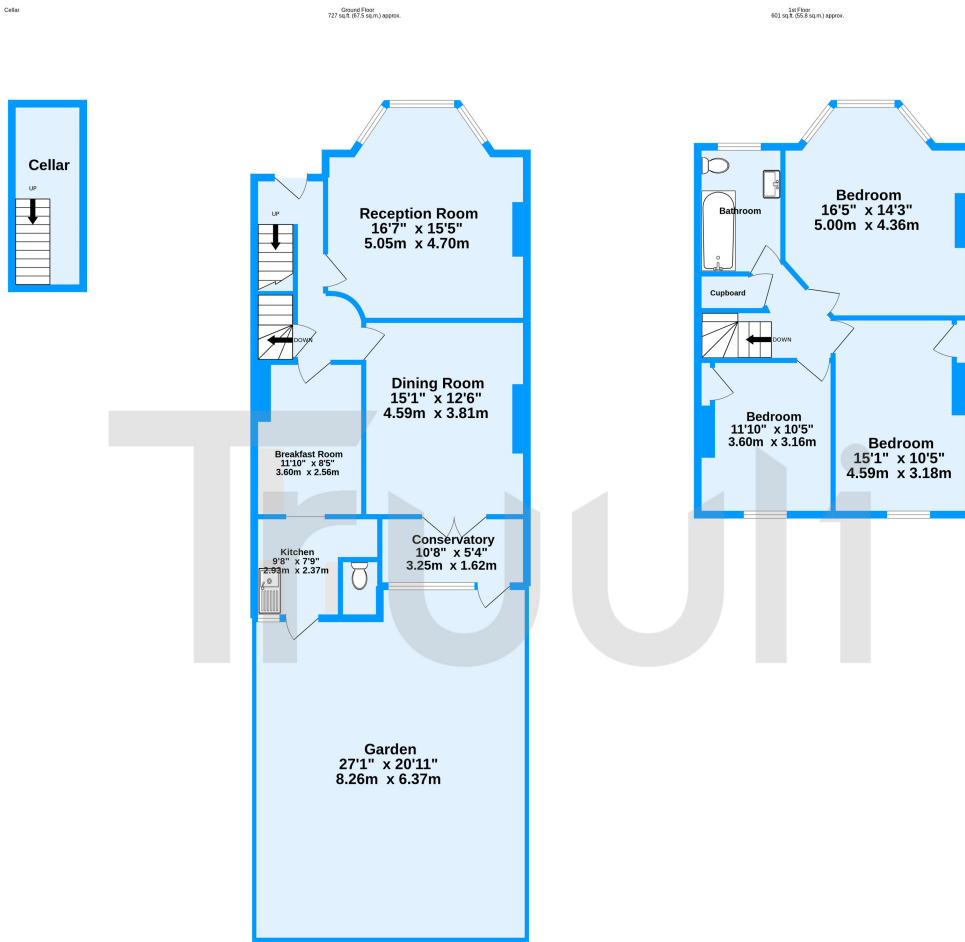 Cellar
Ground Floor
727 sq.ft. (67.5 sq.m.) approx.
1st Floor
601 sq.ft. (55.8 sq.m.) approx.
Cellar
UP
UP
Reception Room
16'7" x 15'5"
5.05m x 4.70m
DOWN
Dining Room
15'1" x 12'6"
4.59m x 3.81m
Breakfast Room
11'10" x 8'5"
3.60m x 2.56m
Kitchen
9'8" x 7'9"
2.93m x 2.37m
Conservatory
10'8" x 5'4"
3.25m x 1.62m
Garden
27'1" x 20'11"
8.26m x 6.37m
Bathroom
Bedroom
16'5" x 14'3"
5.00m x 4.36m
Cupboard
DOWN
Bedroom
11'10" x 10'5"
3.60m x 3.16m
Bedroom
15'1" x 10'5"
4.59m x 3.18m
Truuli